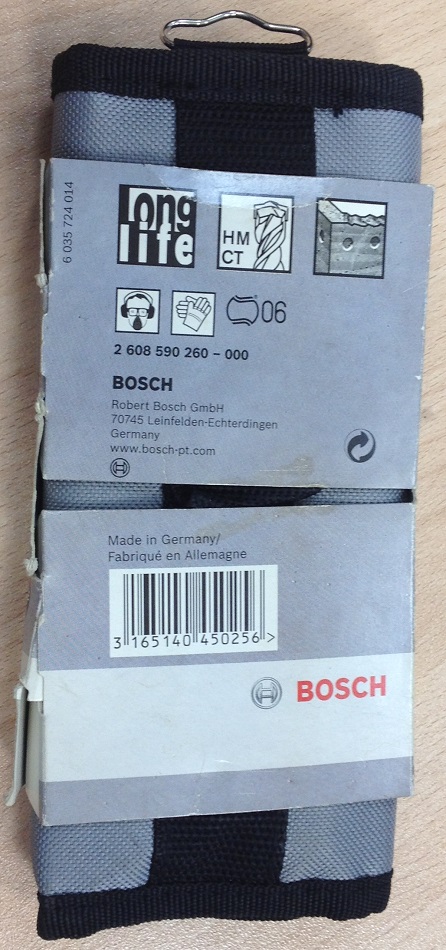 6 035 724 014
long
life
HM
CT
06
2 608 590 260 – 000
BOSCH
Robert Bosch GmbH
70745 Leinfelden-Echterdingen
Germany
www.bosch-pt.com
Made in Germany/
Fabriqué en Allemagne
3 165140 450256 >
BOSCH